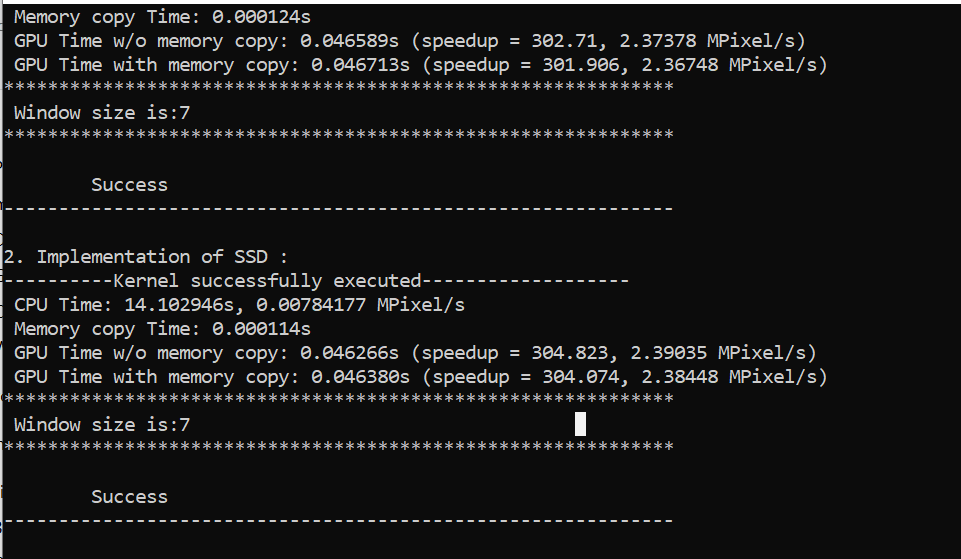 Memory copy Time: 0.000124s
GPU Time w/o memory copy: 0.046589s (speedup = 302.71, 2.37378 MPixel/s)
GPU Time with memory copy: 0.046713s (speedup = 301.906, 2.36748 MPixel/s)
*************************************************************
Window size is:7
*************************************************************
Success
-------------------------------------------------------------
2. Implementation of SSD :
----------Kernel successfully executed-------------------
CPU Time: 14.102946s, 0.00784177 MPixel/s
Memory copy Time: 0.000114s
GPU Time w/o memory copy: 0.046266s (speedup = 304.823, 2.39035 MPixel/s)
GPU Time with memory copy: 0.046380s (speedup = 304.074, 2.38448 MPixel/s)
*************************************************************
Window size is:7
*************************************************************
Success
-------------------------------------------------------------